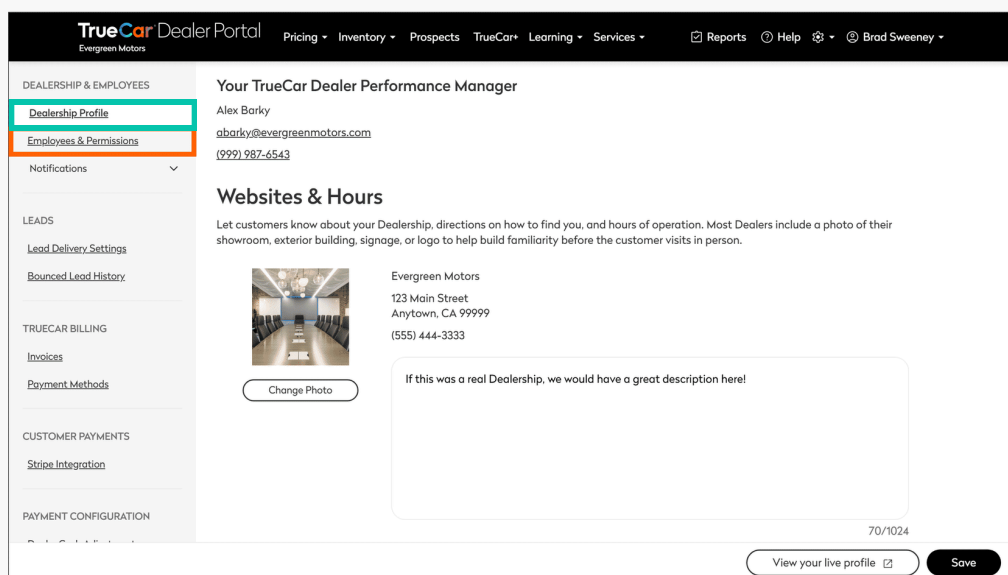 TrueCar Dealer Portal
Evergreen Motors
Pricing Inventory Prospects TrueCar+ Learning Services Reports Help Brad Sweeney
DEALERSHIP & EMPLOYEES
Dealership Profile
Employees & Permissions
Notifications
LEADS
Lead Delivery Settings
Bounced Lead History
TRUECAR BILLING
Invoices
Payment Methods
CUSTOMER PAYMENTS
Stripe Integration
PAYMENT CONFIGURATION
Your TrueCar Dealer Performance Manager
Alex Barky
abarky@evergreenmotors.com
(999) 987-6543
Websites & Hours
Let customers know about your Dealership, directions on how to find you, and hours of operation. Most Dealers include a photo of their
showroom, exterior building, signage, or logo to help build familiarity before the customer visits in person.
Change Photo
Evergreen Motors
123 Main Street
Anytown, CA 99999
(555) 444-3333
If this was a real Dealership, we would have a great description here!
70/1024
View your live profile
Save